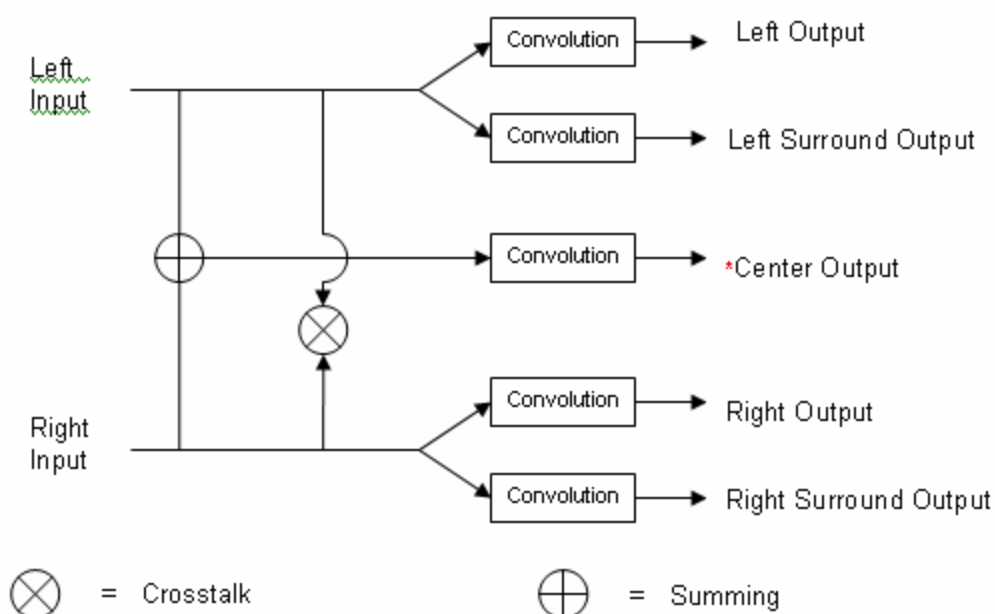 Convolution
Left Output
Left
Input
Convolution
Left Surround Output
Convolution
*Center Output
Convolution
Right Output
Right
Input
Convolution
Right Surround Output
= Crosstalk
= Summing